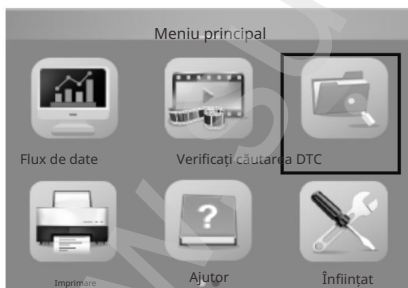 Meniu principal
Flux de date Verificați căutarea DTC
Imprimare Ajutor Înființat